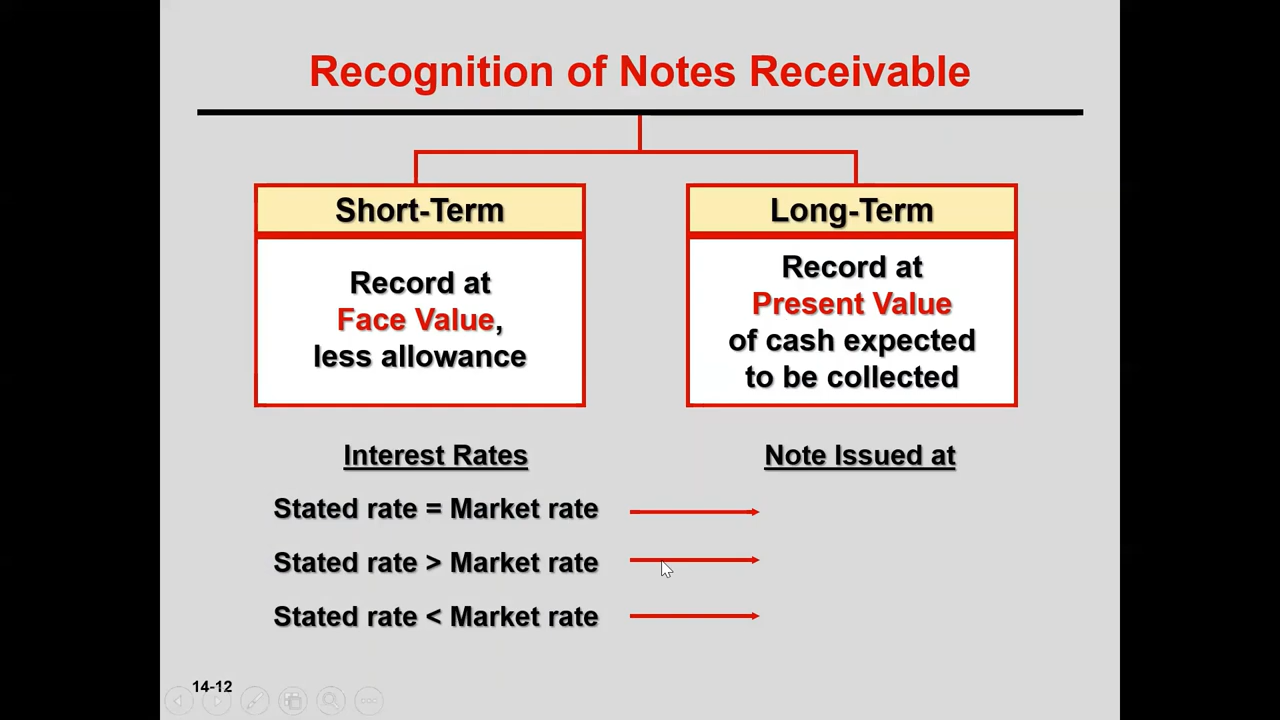 Recognition of Notes Receivable
Short-Term
Record at
Face Value,
less allowance
Long-Term
Record at
Present Value
of cash expected
to be collected
Interest Rates
Note Issued at
Stated rate = Market rate
Stated rate > Market rate
Stated rate < Market rate
14-12